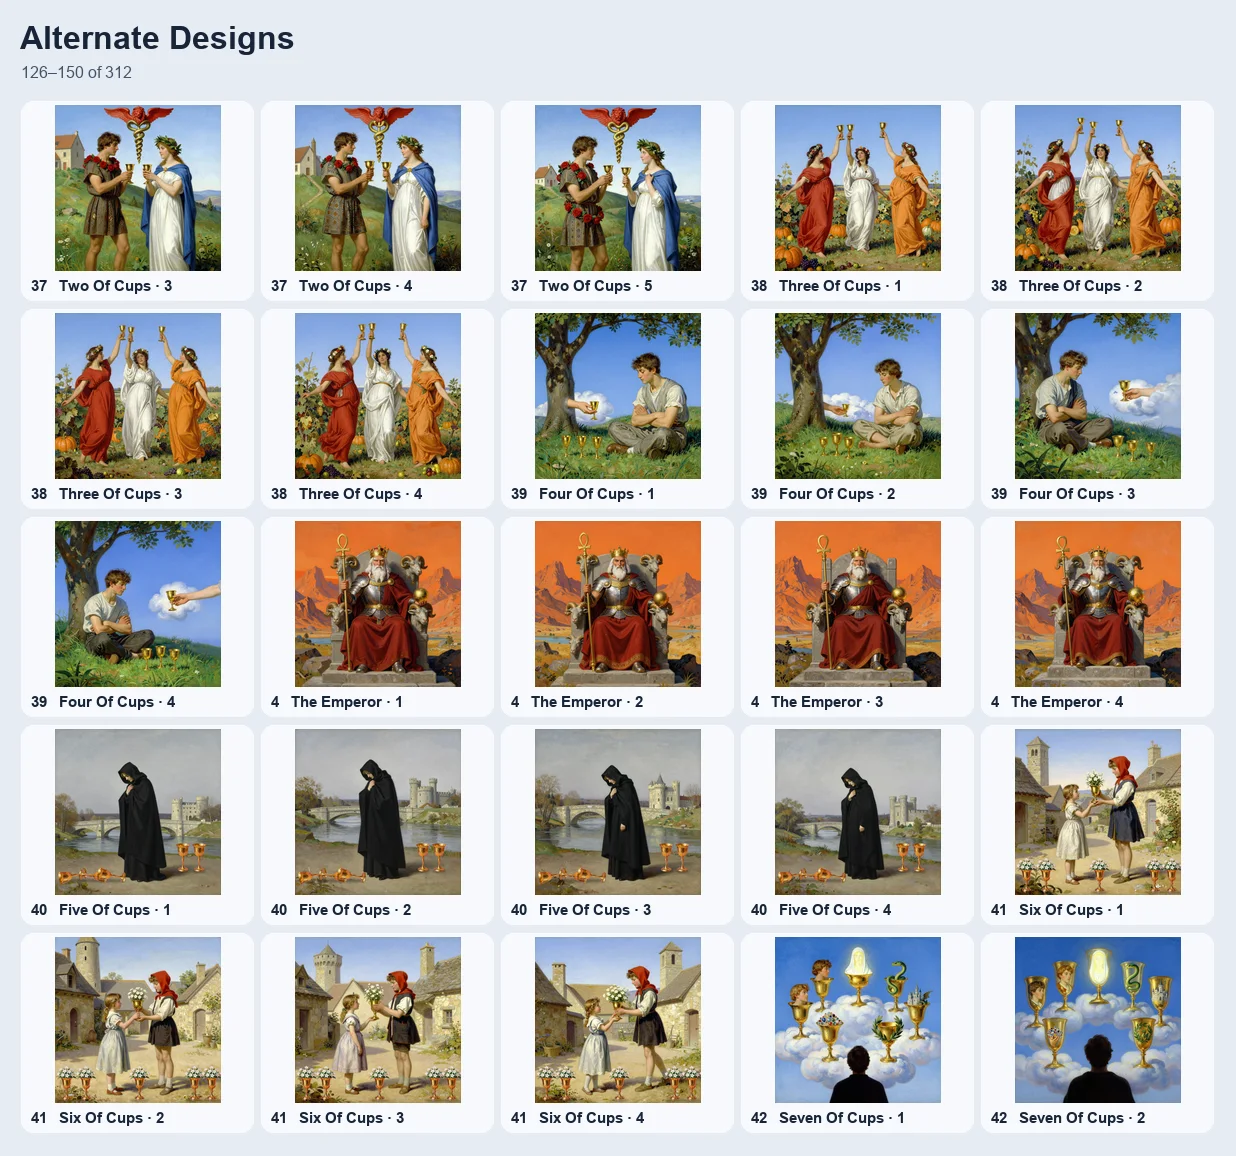 Alternate Designs
126–150 of 312
37 Two Of Cups · 3
37 Two Of Cups · 4
37 Two Of Cups · 5
38 Three Of Cups · 1
38 Three Of Cups · 2
38 Three Of Cups · 3
38 Three Of Cups · 4
39 Four Of Cups · 1
39 Four Of Cups · 2
39 Four Of Cups · 3
39 Four Of Cups · 4
4 The Emperor · 1
4 The Emperor · 2
4 The Emperor · 3
4 The Emperor · 4
40 Five Of Cups · 1
40 Five Of Cups · 2
40 Five Of Cups · 3
40 Five Of Cups · 4
41 Six Of Cups · 1
41 Six Of Cups · 2
41 Six Of Cups · 3
41 Six Of Cups · 4
42 Seven Of Cups · 1
42 Seven Of Cups · 2